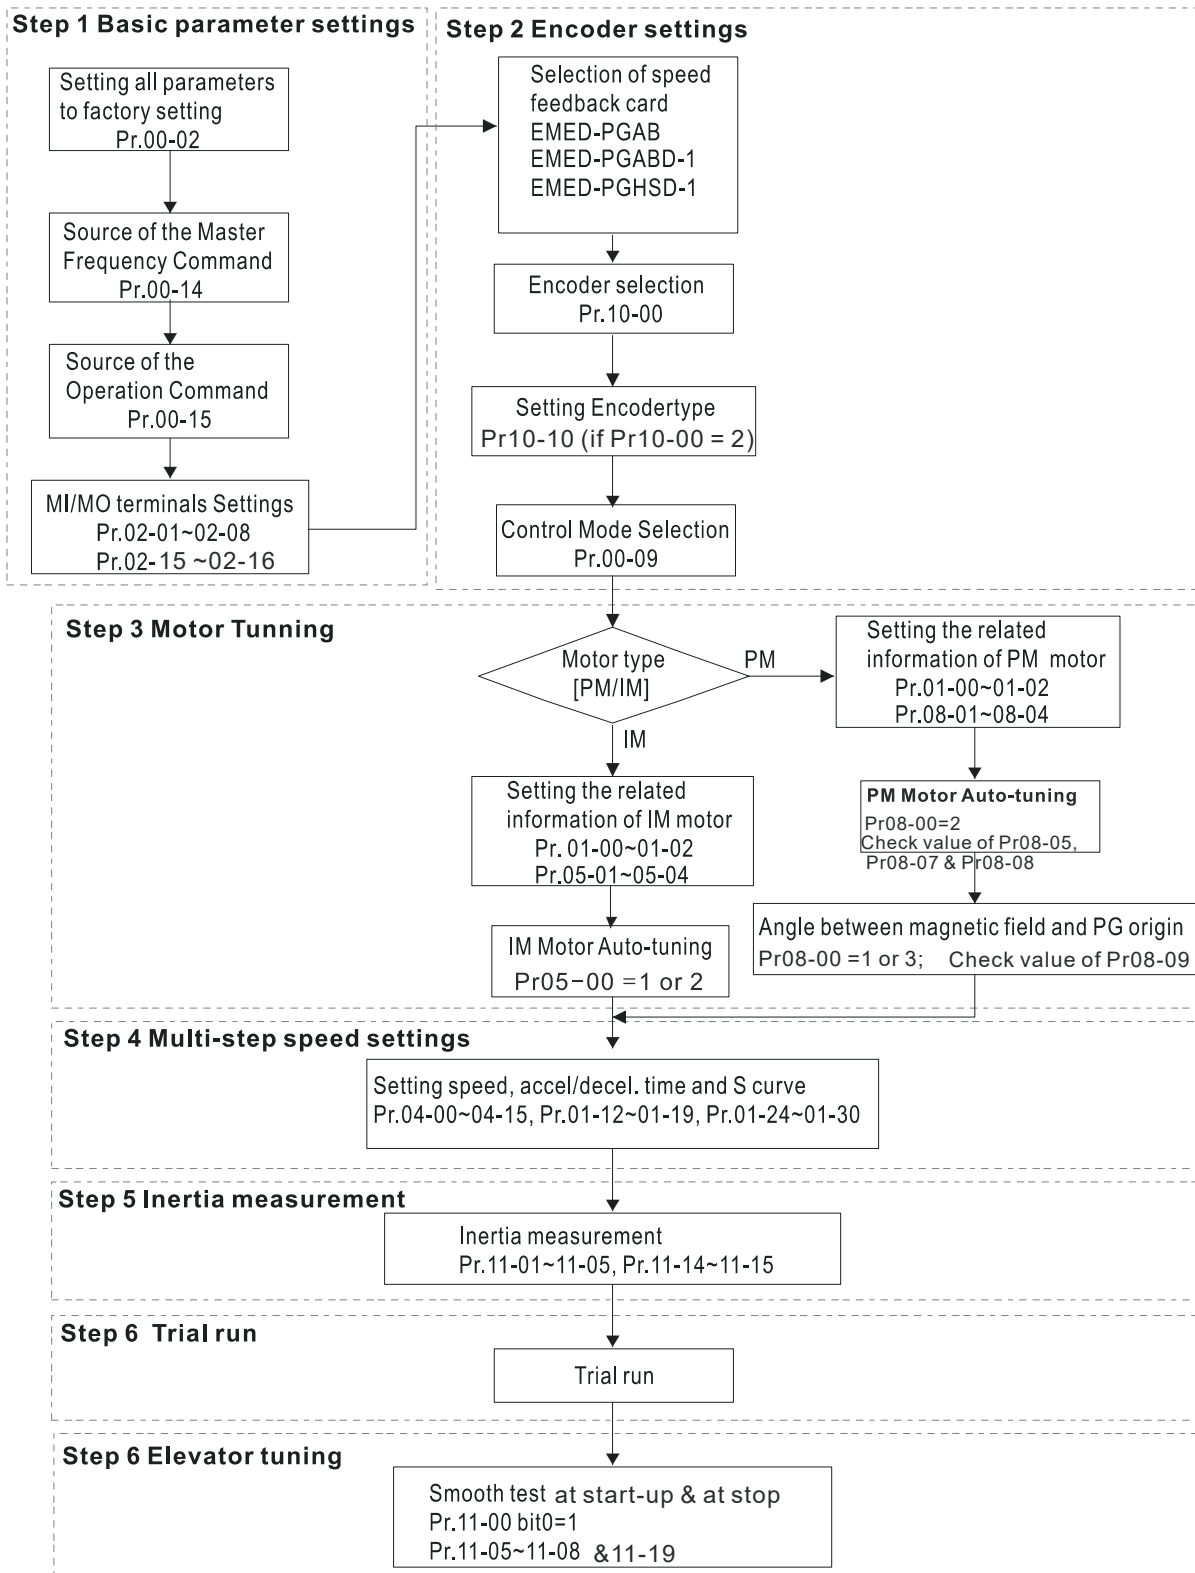 Step 1 Basic parameter settings
Setting all parameters
to factory setting
Pr.00-02
Source of the Master
Frequency Command
Pr.00-14
Source of the
Operation Command
Pr.00-15
MI/MO terminals Settings
Pr.02-01~02-08
Pr.02-15 ~02-16
Step 2 Encoder settings
Selection of speed
feedback card
EMED-PGAB
EMED-PGABD-1
EMED-PGHSD-1
Encoder selection
Pr.10-00
Setting Encodertype
Pr10-10 (if Pr10-00 = 2)
Control Mode Selection
Pr.00-09
Step 3 Motor Tunning
Motor type
[PM/IM]
PM
IM
Setting the related
information of PM motor
Pr.01-00~01-02
Pr.08-01~08-04
PM Motor Auto-tuning
Pr08-00=2
Check value of Pr08-05,
Pr08-07 & Pr08-08
Angle between magnetic field and PG origin
Pr08-00 =1 or 3; Check value of Pr08-09
Setting the related
information of IM motor
Pr. 01-00~01-02
Pr.05-01~05-04
IM Motor Auto-tuning
Pr05-00 =1 or 2
Step 4 Multi-step speed settings
Setting speed, accel/decel. time and S curve
Pr.04-00~04-15, Pr.01-12~01-19, Pr.01-24~01-30
Step 5 Inertia measurement
Inertia measurement
Pr.11-01~11-05, Pr.11-14~11-15
Step 6 Trial run
Trial run
Step 6 Elevator tuning
Smooth test at start-up & at stop
Pr.11-00 bit0=1
Pr.11-05~11-08 &11-19